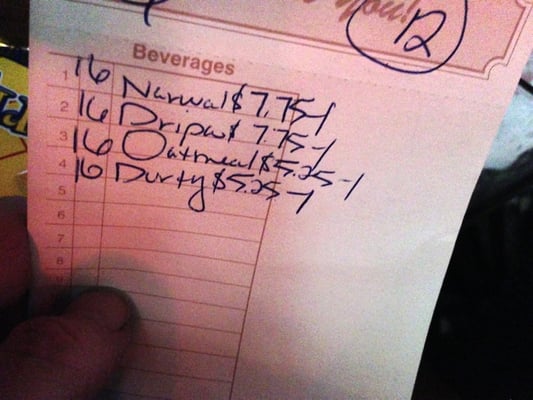 You!
12
Beverages
1 16 Narwal $7.75-1
2 16 $7.75-1
3 16 Oatmeal $5.25-1
4 16 Durty $5.25-1
5
6
7
8